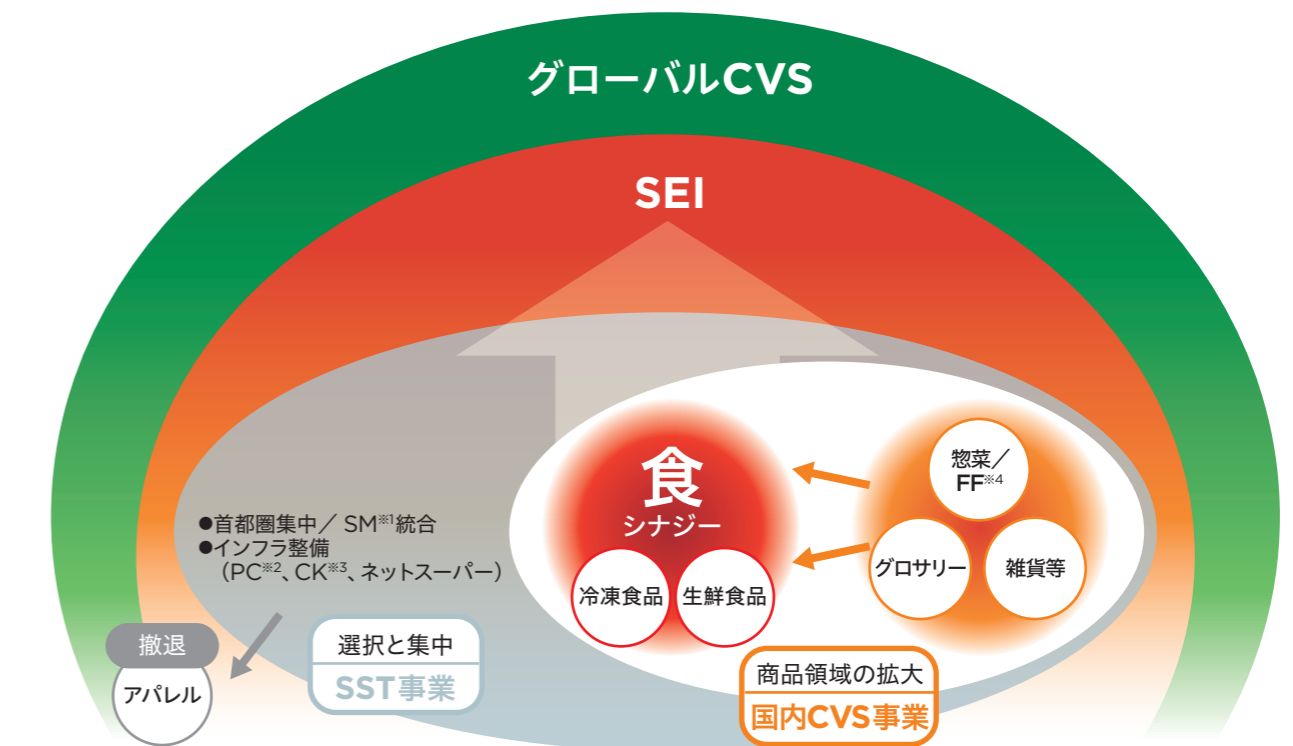 グローバルCVS
SEI
食
シナジー
冷凍食品
生鮮食品
惣菜／
FF※4
グロサリー
雑貨等
●首都圏集中／SM※1統合
●インフラ整備
（PC※2、CK※3、ネットスーパー）
撤退
アパレル
選択と集中
SST事業
商品領域の拡大
国内CVS事業